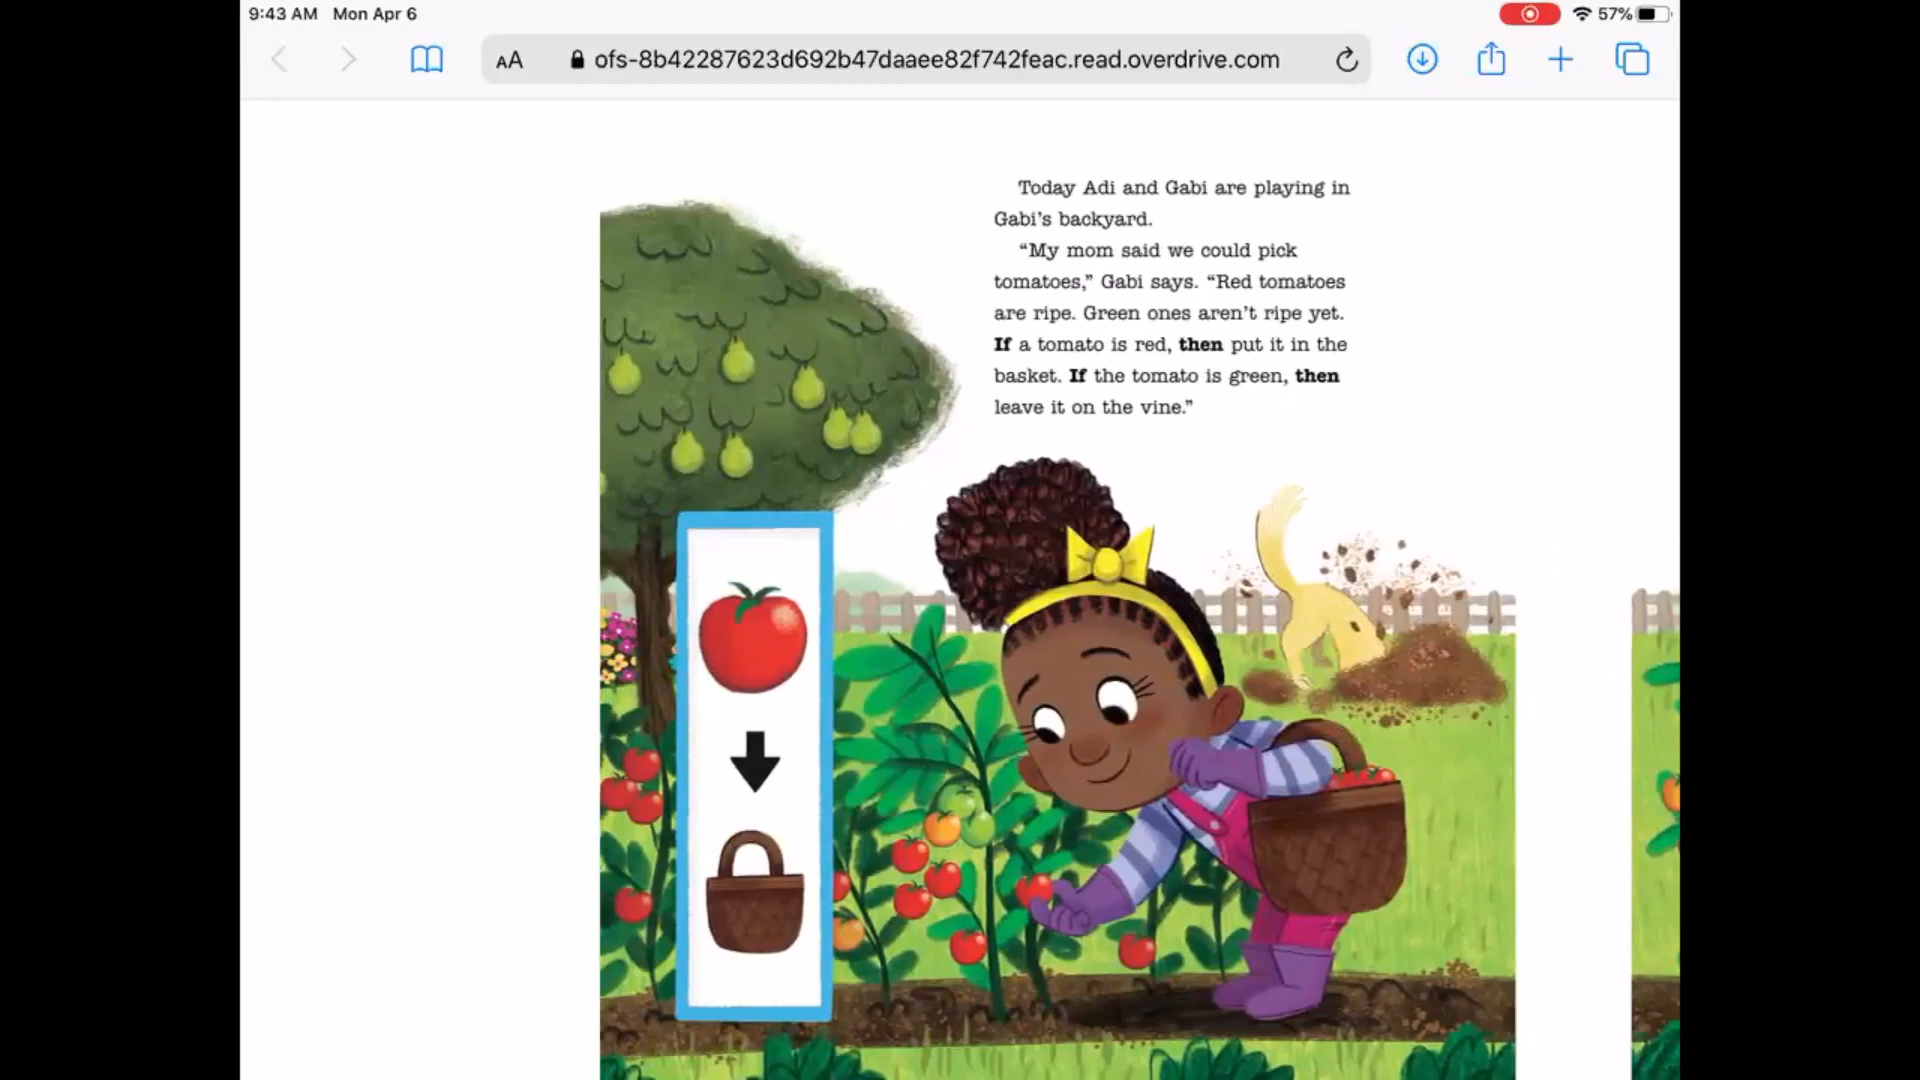 9:43 AM Mon Apr 6
57%
AA
ofs-8b42287623d692b47daaee82f742feac.read.overdrive.com
Today Adi and Gabi are playing in
Gabi's backyard.
“My mom said we could pick
tomatoes,” Gabi says. “Red tomatoes
are ripe. Green ones aren't ripe yet.
If a tomato is red, then put it in the
basket. If the tomato is green, then
leave it on the vine.”